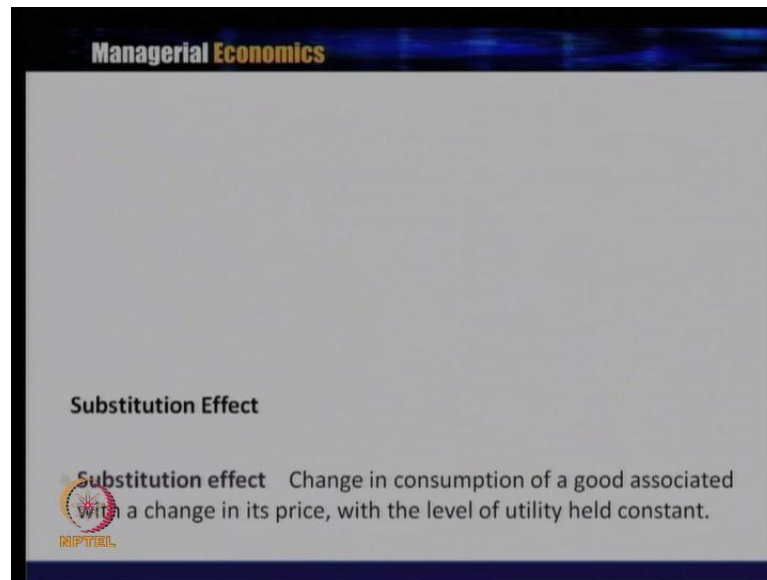 Managerial Economics
Substitution Effect
Substitution effect Change in consumption of a good associated
with a change in its price, with the level of utility held constant.
NPTEL